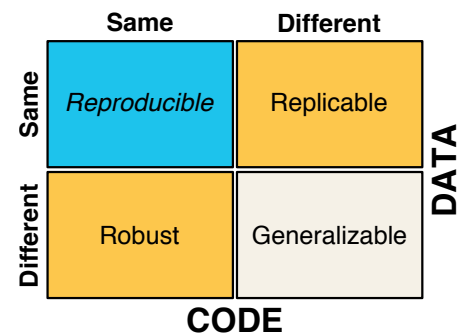 Same Different
Same Reproducible Replicable
Different Robust Generalizable
DATA
CODE